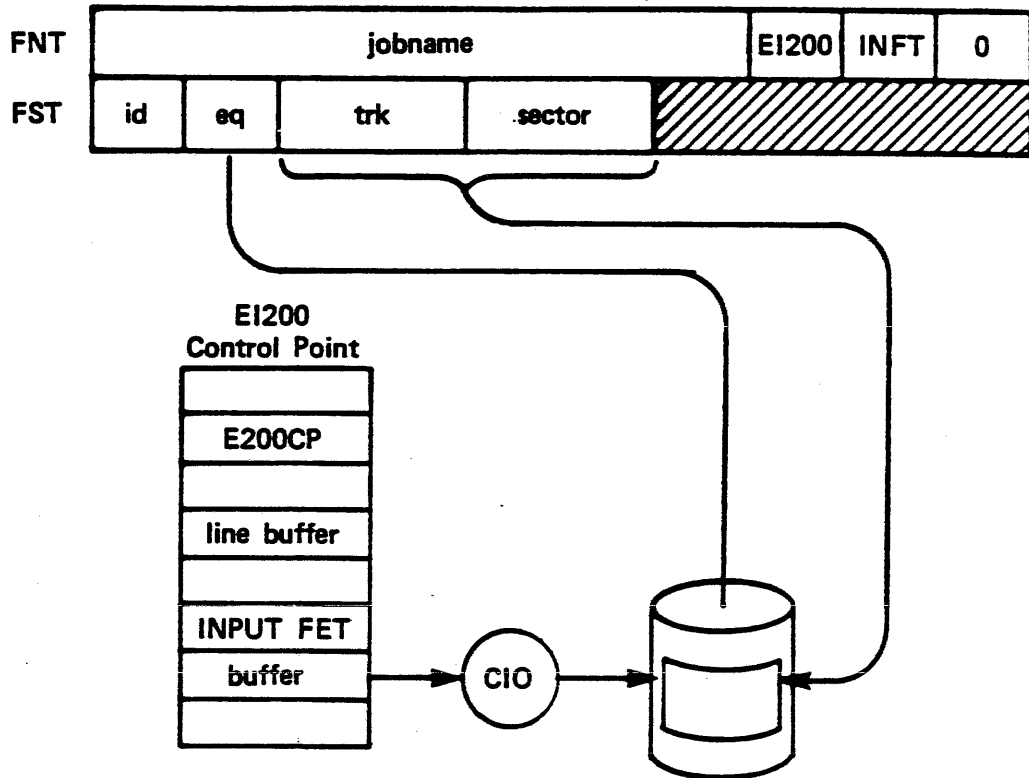 FNT jobname EI200 INFT 0
FST id eq trk sector
EI200
Control Point
E200CP
line buffer
INPUT FET
buffer
CIO